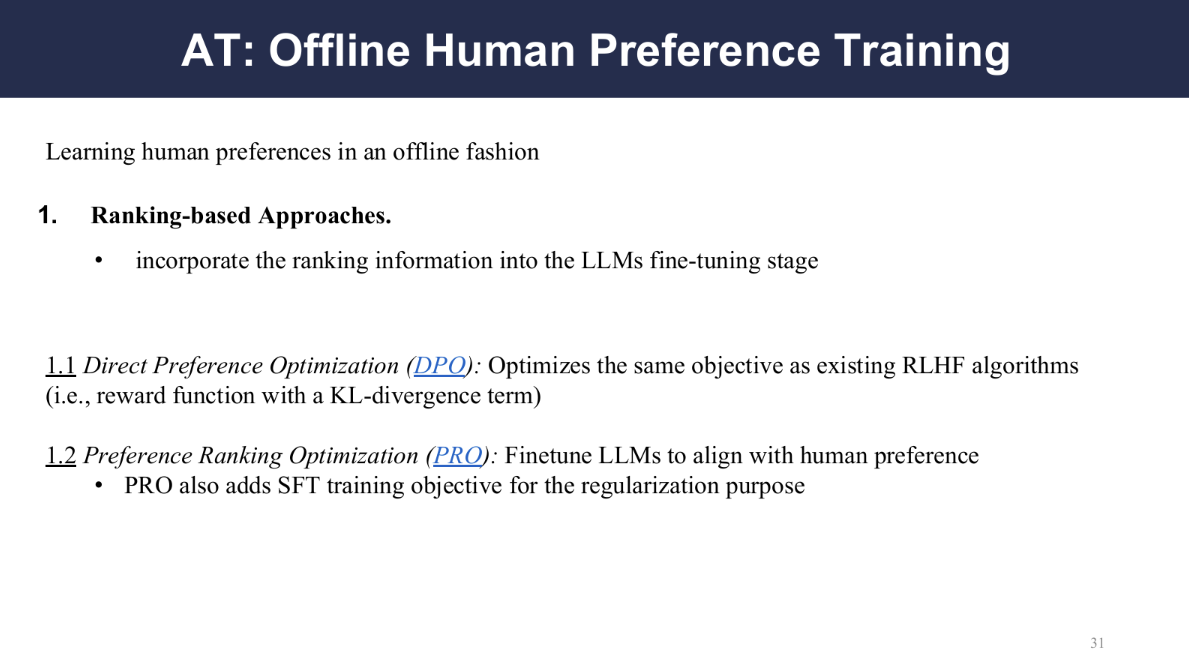 AT: Offline Human Preference Training
Learning human preferences in an offline fashion
1. Ranking-based Approaches.
• incorporate the ranking information into the LLMs fine-tuning stage
1.1 Direct Preference Optimization (DPO): Optimizes the same objective as existing RLHF algorithms
(i.e., reward function with a KL-divergence term)
1.2 Preference Ranking Optimization (PRO): Finetune LLMs to align with human preference
• PRO also adds SFT training objective for the regularization purpose
31